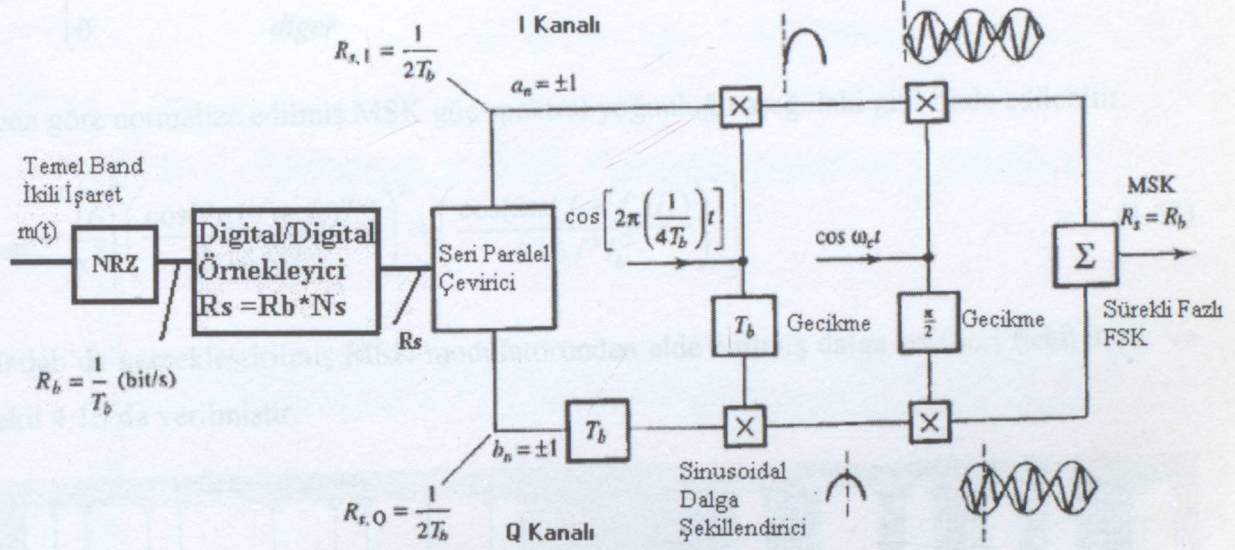 0 diger
I Kanalı
R_{s,I} = 1/(2T_b)
a_n = ±1
Temel Band
İkili İşaret
m(t)
NRZ
Digital/Digital
Örnekleyici
Rs =Rb*Ns
Rs
Seri Paralel
Çevirici
cos[2π(1/(4T_b))t]
cos ω_c t
T_b
Gecikme
π/2
Gecikme
Σ
MSK
R_s = R_b
Sürekli Fazlı
FSK
R_b = 1/T_b (bit/s)
b_n = ±1
T_b
R_{s,Q} = 1/(2T_b)
Q Kanalı
Sinusoidal
Dalga
Şekillendirici